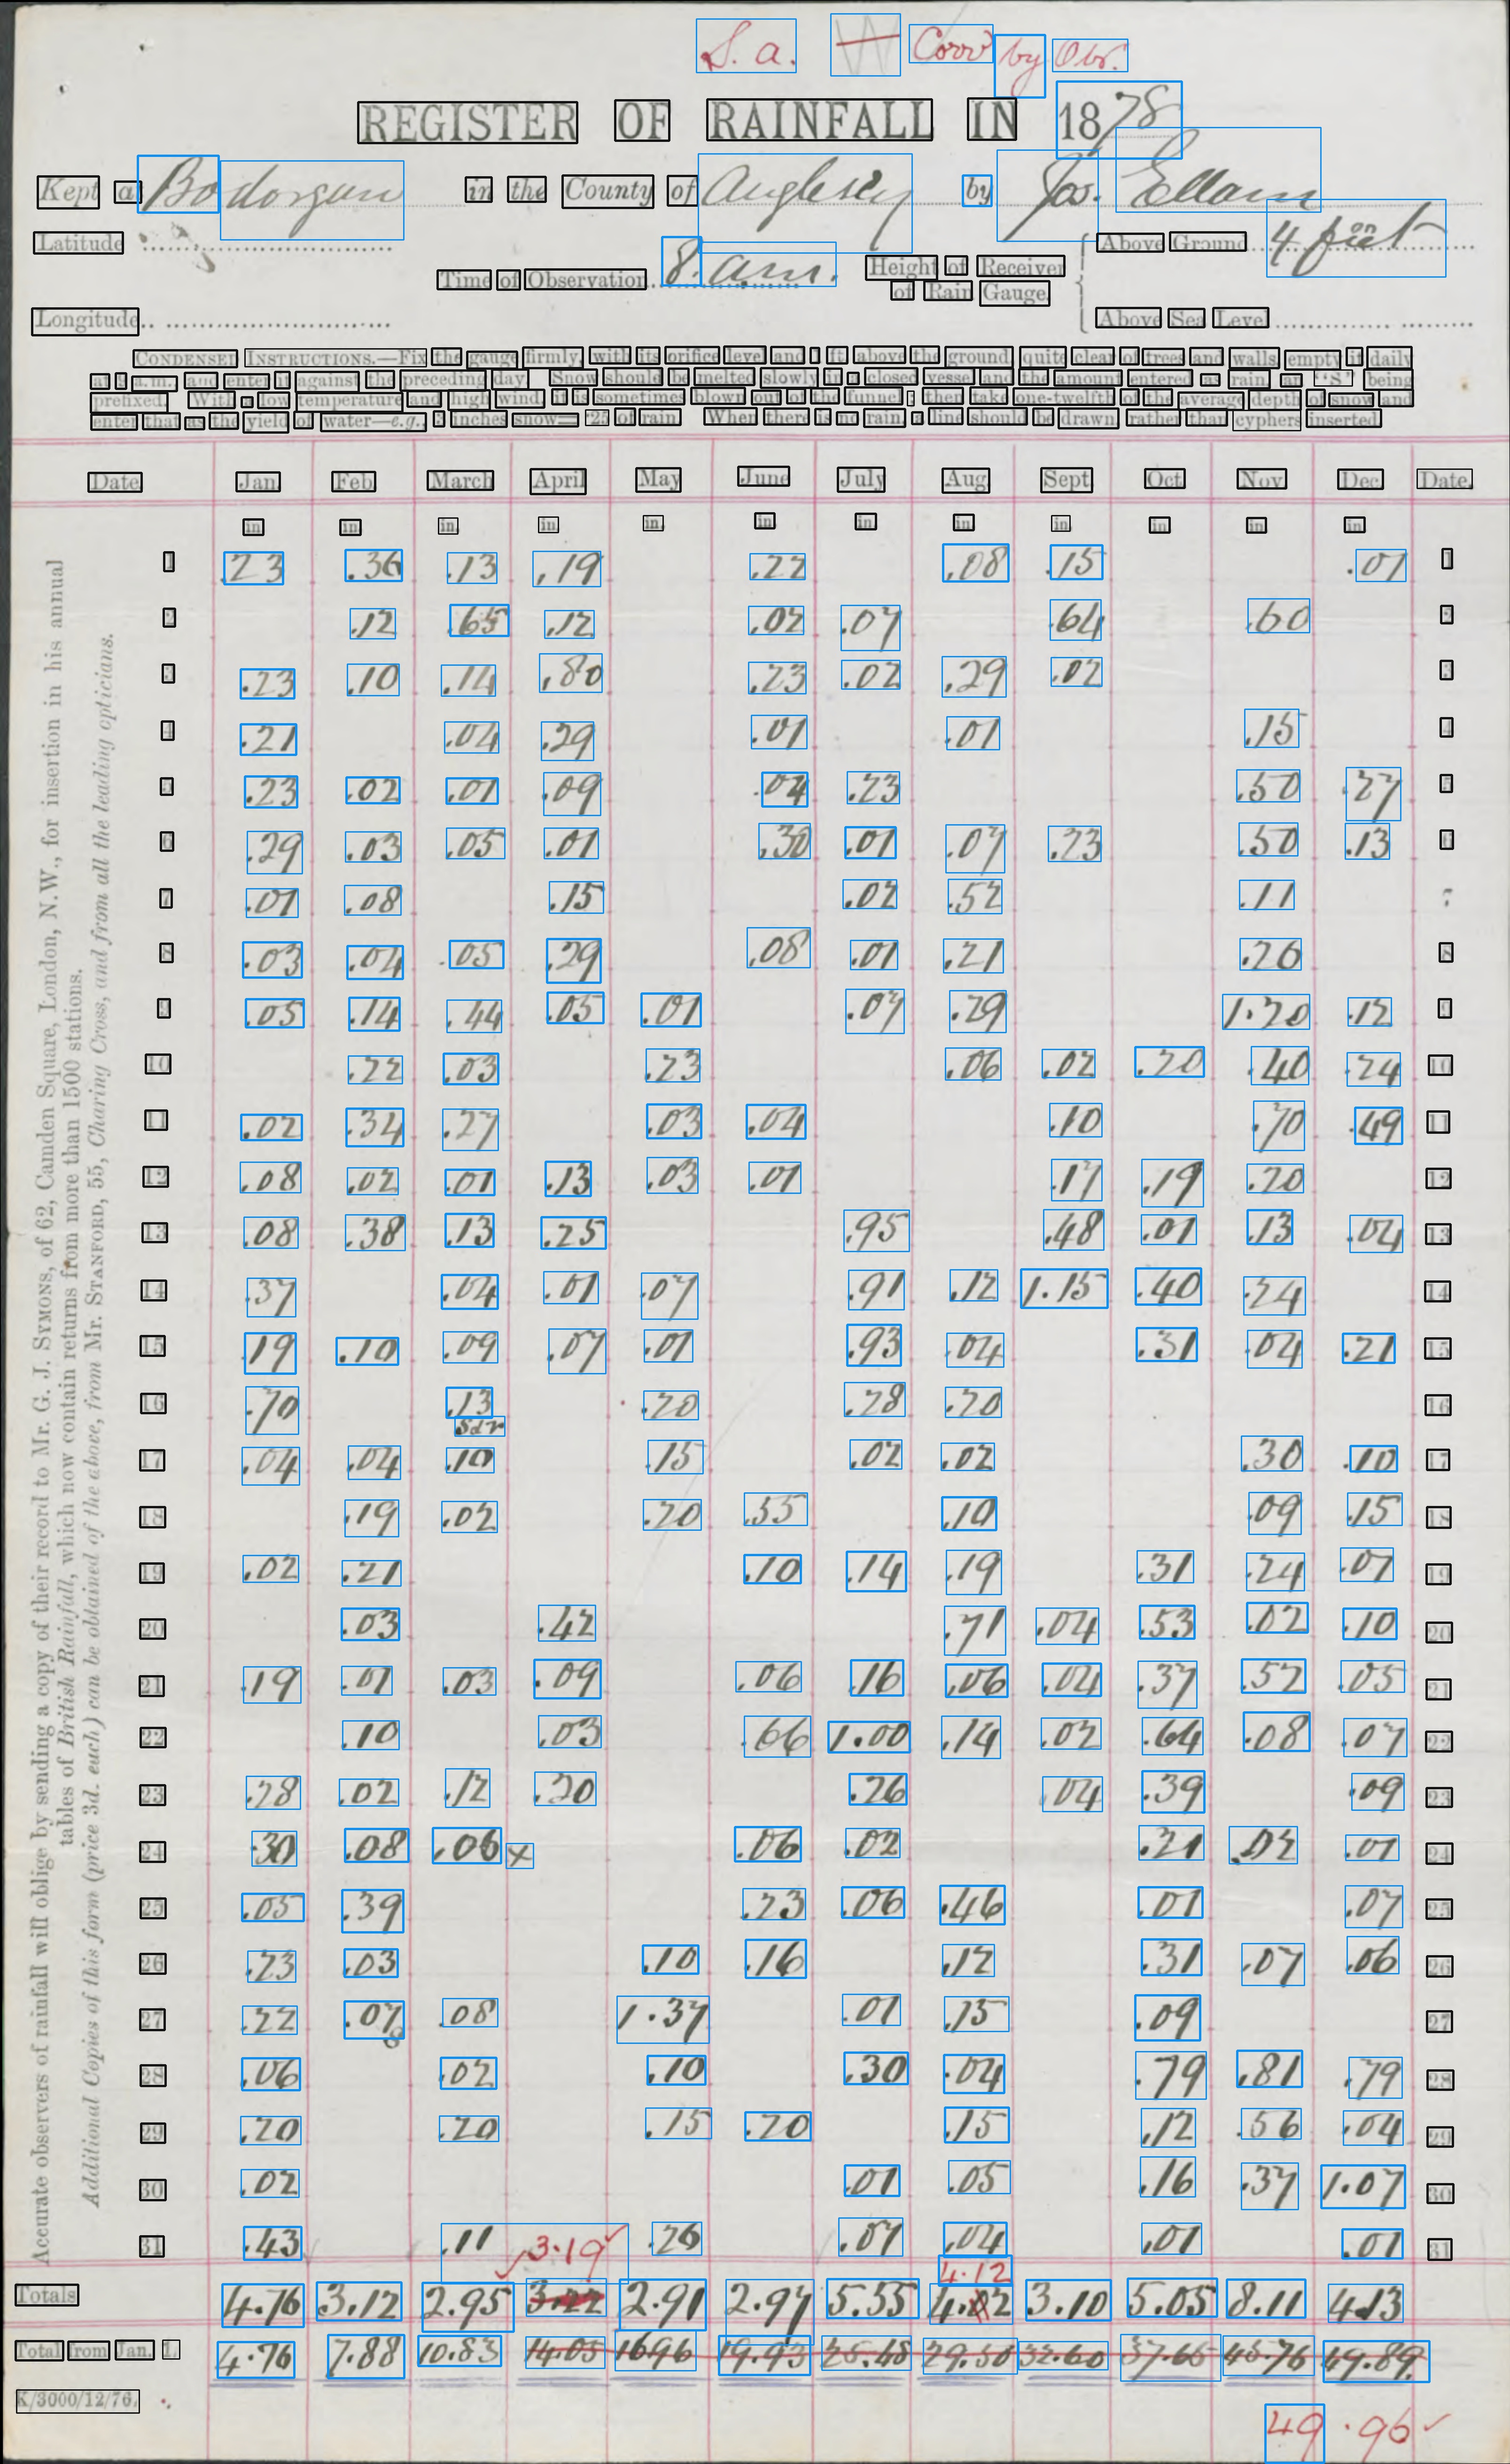 S. a. W Corr by Obr.
REGISTER OF RAINFALL IN 1878
Kept at Bodorgan in the County of Anglesey by Jos. Ellam
Latitude
Time of Observation 8. a.m. Height of Receiver of Rain Gauge. Above Ground 4 feet on
Longitude Above Sea Level
CONDENSED INSTRUCTIONS.—Fix the gauge firmly, with its orifice level and 1 ft. above the ground, quite clear of trees and walls, empty it daily
at 9 a.m., and enter it against the preceding day. Snow should be melted slowly in a closed vessel and the amount entered as rain, an "S" being
prefixed. With a low temperature and high wind, it is sometimes blown out of the funnel; then take one-twelfth of the average depth of snow and
enter that as the yield of water—e.g., 3 inches snow= ·25 of rain. When there is no rain, a line should be drawn rather than cyphers inserted.
Accurate observers of rainfall will oblige by sending a copy of their record to Mr. G. J. SYMONS, of 62, Camden Square, London, N.W., for insertion in his annual
tables of British Rainfall, which now contain returns from more than 1500 stations.
Additional Copies of this form (price 3d. each) can be obtained of the above, from Mr. STANFORD, 55, Charing Cross, and from all the leading opticians.
Date Jan. Feb. March April May June July Aug. Sept. Oct. Nov. Dec. Date.
in. in. in. in. in. in. in. in. in. in. in. in.
1 .23 .36 .13 .19 .22 .08 .15 .01 1
2 .12 .65 .12 .02 .07 .64 .60 2
3 .23 .10 .14 .80 .23 .02 .29 .02 3
4 .21 .04 .29 .01 .01 .15 4
5 .23 .02 .01 .09 .04 .23 .50 .27 5
6 .29 .03 .05 .01 .30 .01 .07 .23 .50 .13 6
7 .01 .08 .15 .02 .52 .11 7
8 .03 .04 .05 .29 .08 .01 .21 .26 8
9 .05 .14 .44 .05 .01 .07 .29 1.20 .12 9
10 .22 .03 .23 .06 .02 .20 .40 .24 10
11 .02 .34 .27 .03 .04 .10 .70 .49 11
12 .08 .02 .01 .13 .03 .01 .17 .19 .20 12
13 .08 .38 .13 .25 .95 .48 .01 .13 .04 13
14 .37 .04 .01 .07 .91 .12 1.15 .40 .24 14
15 .19 .10 .09 .07 .01 .93 .04 .31 .04 .21 15
16 .70 .13 .20 .28 .20 16
17 .04 .04 .10 .15 .02 .02 .30 .10 17
18 .19 .02 .20 .55 .10 .09 .15 18
19 .02 .21 .10 .14 .19 .31 .24 .07 19
20 .03 .42 .71 .04 .53 .02 .10 20
21 .19 .01 .03 .09 .06 .16 .06 .04 .37 .52 .05 21
22 .10 .03 .66 1.00 .14 .02 .64 .08 .07 22
23 .28 .02 .12 .20 .26 .04 .39 .09 23
24 .30 .08 .06 x .06 .02 .21 .02 .01 24
25 .05 .39 .23 .06 .46 .01 .07 25
26 .23 .03 .10 .16 .12 .31 .07 .06 26
27 .22 .07 8 .08 1.37 .01 .15 .09 27
28 .06 .02 .10 .30 .04 .79 .81 .79 28
29 .20 .20 .15 .20 .15 .12 .56 .04 29
30 .02 .01 .05 .16 .37 1.07 30
31 .43 .11 .26 .07 .04 .01 .01 31
3.19 4.12
Totals 4.76 3.12 2.95 3.22 2.91 2.97 5.55 4.02 3.10 5.05 8.11 4.13
Total from Jan. 1. 4.76 7.88 10.83 14.05 16.96 19.93 25.48 29.50 32.60 37.65 45.76 49.89
K/3000/12/76.
49.96